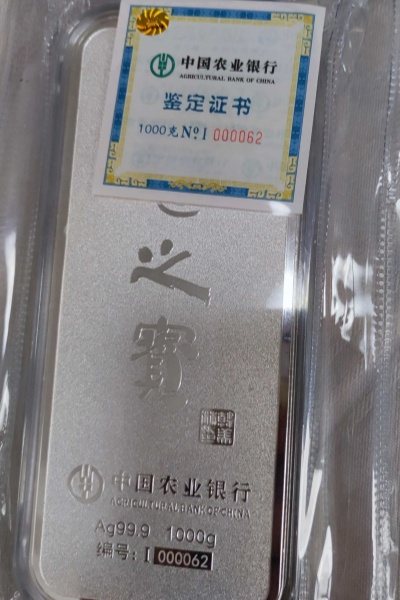 中国农业银行
AGRICULTURAL BANK OF CHINA
鉴定证书
1000克 №I 000062
之
寶
中国农业银行
AGRICULTURAL BANK OF CHINA
Ag99.9 1000g
编号: I 000062